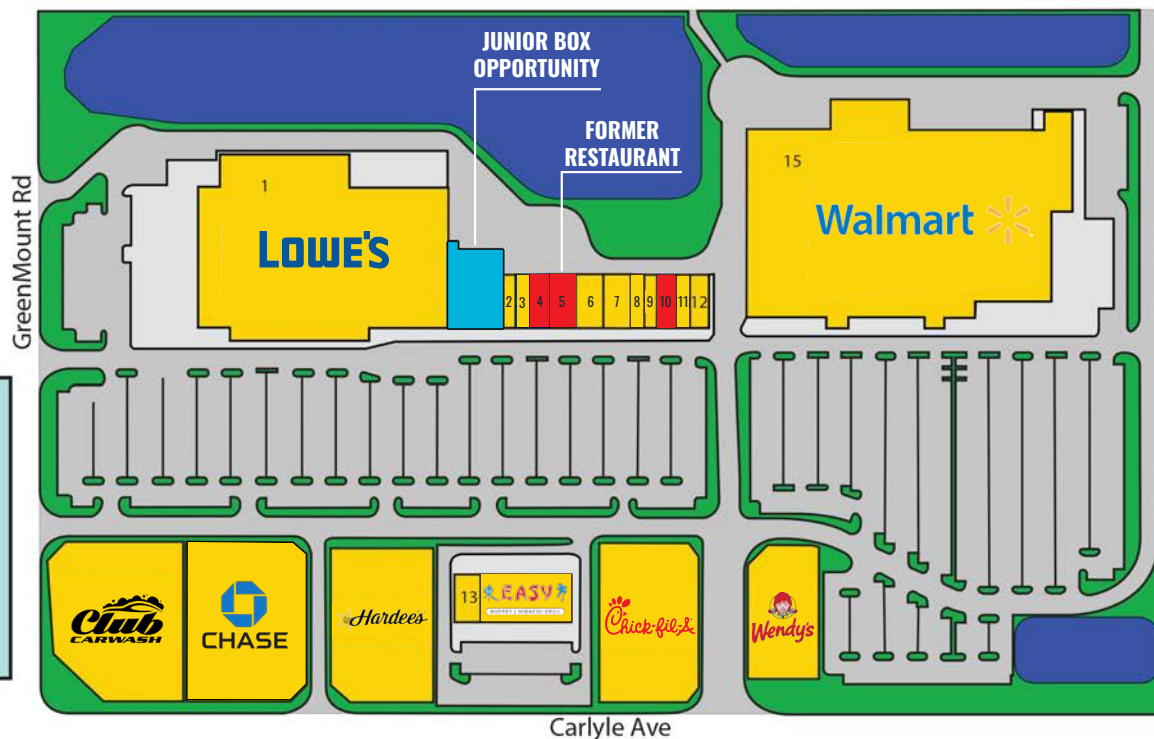 JUNIOR BOX
OPPORTUNITY
FORMER
RESTAURANT
GreenMount Rd
1
LOWE'S
15
Walmart
2 3 4 5 6 7 8 9 10 11 12
Club
CARWASH
CHASE
Hardee's
13
EASY
BUFFET | HIBACHI GRILL
Chick-fil-A
Wendy's
Carlyle Ave